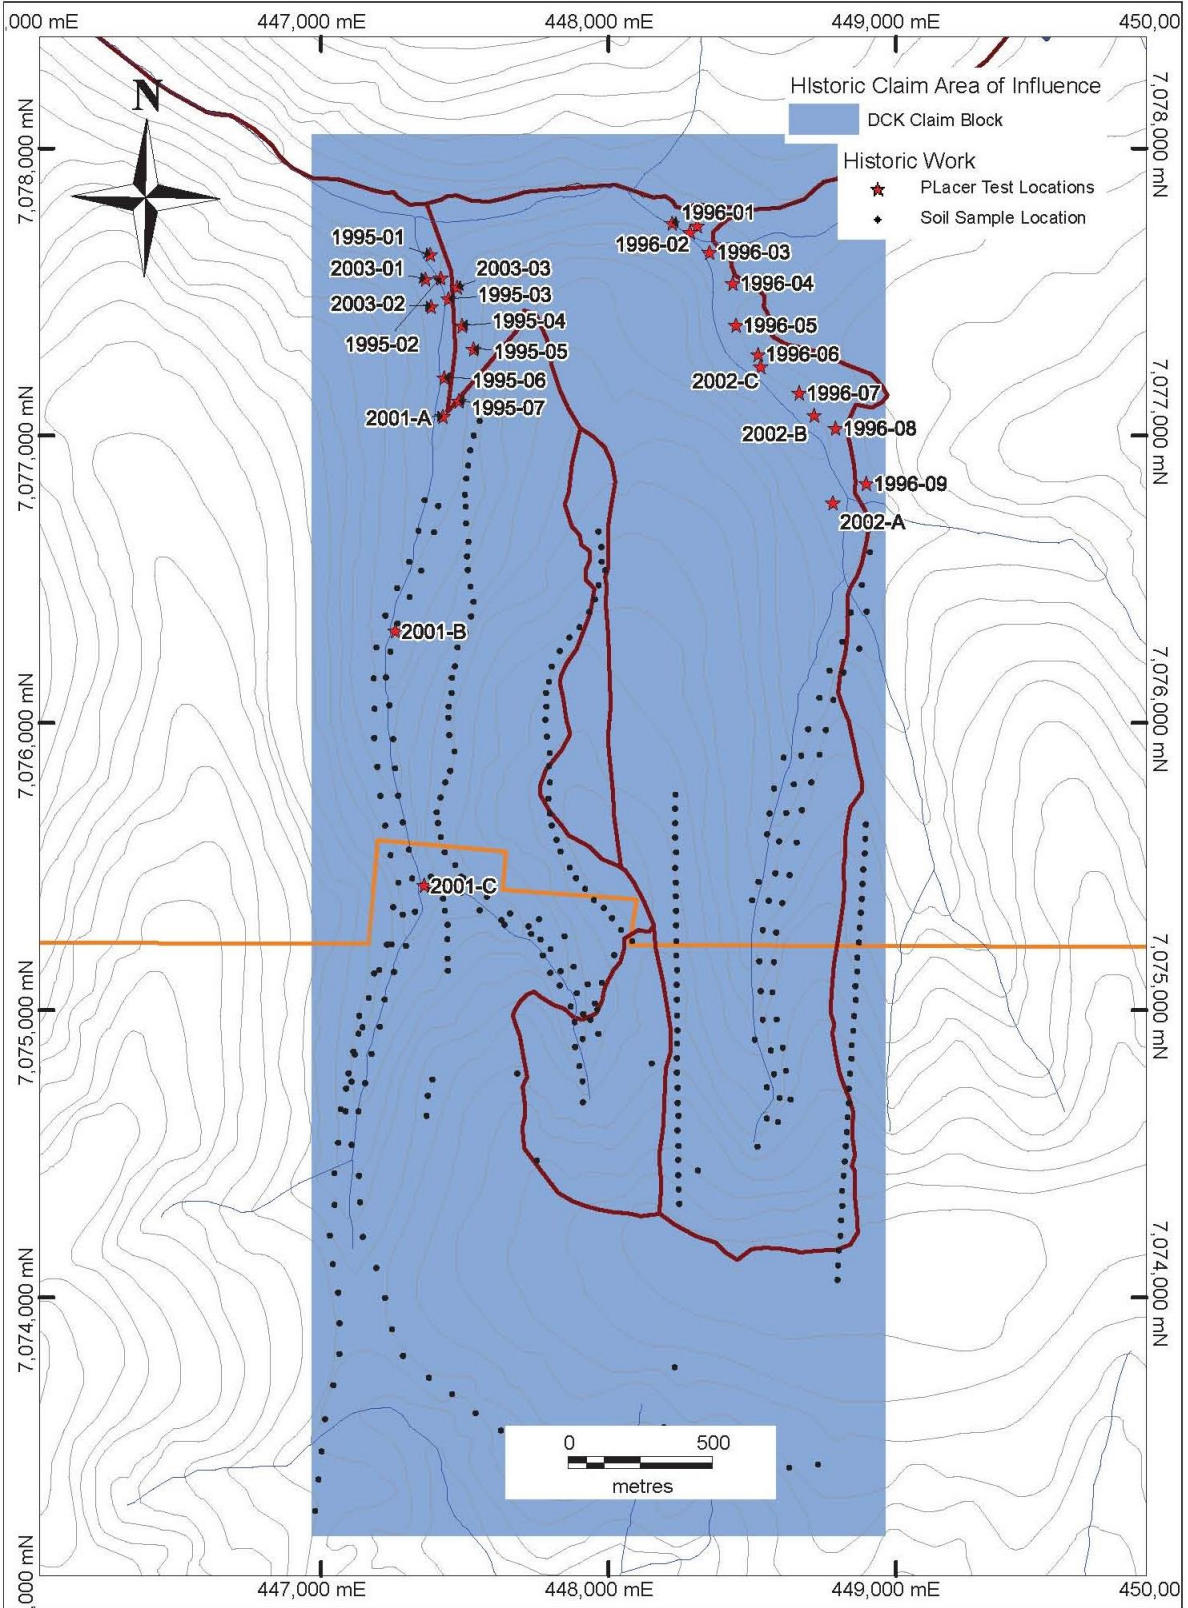 ,000 mE
447,000 mE
448,000 mE
449,000 mE
450,00
HIstoric Claim Area of Influence
DCK Claim Block
Historic Work
PLacer Test Locations
Soil Sample Location
N
7,078,000 mN
7,078,000 mN
1996-01
1995-01
1996-02
1996-03
2003-01
2003-03
1996-04
2003-02
1995-03
1995-04
1996-05
1995-02
1995-05
1996-06
1995-06
2002-C
1996-07
1995-07
2001-A
2002-B
1996-08
7,077,000 mN
7,077,000 mN
1996-09
2002-A
2001-B
7,076,000 mN
7,076,000 mN
2001-C
7,075,000 mN
7,075,000 mN
7,074,000 mN
7,074,000 mN
0
500
metres
,000 mN
447,000 mE
448,000 mE
449,000 mE
450,00